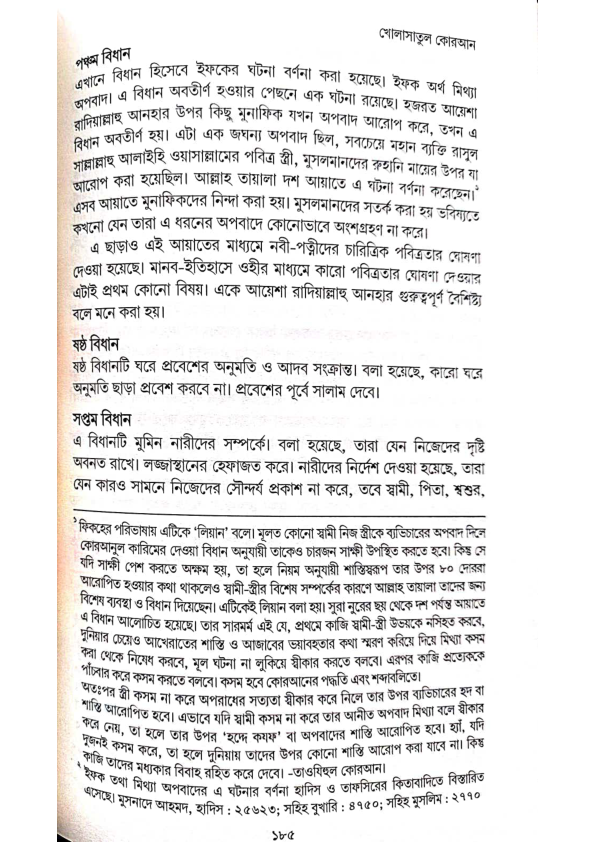 খোলাসাতুল কোরআন
পঞ্চম বিধান
এখানে বিধান হিসেবে ইফকের ঘটনা বর্ণনা করা হয়েছে। ইফক অর্থ মিথ্যা
অপবাদ। এ বিধান অবতীর্ণ হওয়ার পেছনে এক ঘটনা রয়েছে। হজরত আয়েশা
রাদিয়াল্লাহু আনহার উপর কিছু মুনাফিক যখন অপবাদ আরোপ করে, তখন এ
বিধান অবতীর্ণ হয়। এটা এক জঘন্য অপবাদ ছিল, সবচেয়ে মহান ব্যক্তি রাসুল
সাল্লাল্লাহু আলাইহি ওয়াসাল্লামের পবিত্র স্ত্রী, মুসলমানদের রুহানি মায়ের উপর যা
আরোপ করা হয়েছিল। আল্লাহ তায়ালা দশ আয়াতে এ ঘটনা বর্ণনা করেছেন।২
এসব আয়াতে মুনাফিকদের নিন্দা করা হয়। মুসলমানদের সতর্ক করা হয় ভবিষ্যতে
কখনো যেন তারা এ ধরনের অপবাদে কোনোভাবে অংশগ্রহণ না করে।
এ ছাড়াও এই আয়াতের মাধ্যমে নবী-পত্নীদের চারিত্রিক পবিত্রতার ঘোষণা
দেওয়া হয়েছে। মানব-ইতিহাসে ওহীর মাধ্যমে কারো পবিত্রতার ঘোষণা দেওয়ার
এটাই প্রথম কোনো বিষয়। একে আয়েশা রাদিয়াল্লাহু আনহার গুরুত্বপূর্ণ বৈশিষ্ট্য
বলে মনে করা হয়।
ষষ্ঠ বিধান
ষষ্ঠ বিধানটি ঘরে প্রবেশের অনুমতি ও আদব সংক্রান্ত। বলা হয়েছে, কারো ঘরে
অনুমতি ছাড়া প্রবেশ করবে না। প্রবেশের পূর্বে সালাম দেবে।
সপ্তম বিধান
এ বিধানটি মুমিন নারীদের সম্পর্কে। বলা হয়েছে, তারা যেন নিজেদের দৃষ্টি
অবনত রাখে। লজ্জাস্থানের হেফাজত করে। নারীদের নির্দেশ দেওয়া হয়েছে, তারা
যেন কারও সামনে নিজেদের সৌন্দর্য প্রকাশ না করে, তবে স্বামী, পিতা, শ্বশুর,
১ ফিকহের পরিভাষায় এটিকে ‘লিয়ান’ বলে। মূলত কোনো স্বামী নিজ স্ত্রীকে ব্যভিচারের অপবাদ দিলে
কোরআনুল কারিমের দেওয়া বিধান অনুযায়ী তাকেও চারজন সাক্ষী উপস্থিত করতে হবে। কিন্তু সে
যদি সাক্ষী পেশ করতে অক্ষম হয়, তা হলে নিয়ম অনুযায়ী শাস্তিস্বরূপ তার উপর ৮০ দোররা
আরোপিত হওয়ার কথা থাকলেও স্বামী-স্ত্রীর বিশেষ সম্পর্কের কারণে আল্লাহ তায়ালা তাদের জন্য
বিশেষ ব্যবস্থা ও বিধান দিয়েছেন। এটিকেই লিয়ান বলা হয়। সুরা নুরের ছয় থেকে দশ পর্যন্ত আয়াতে
এ বিধান আলোচিত হয়েছে। তার সারমর্ম এই যে, প্রথমে কাজি স্বামী-স্ত্রী উভয়কে নসিহত করবে,
দুনিয়ার চেয়েও আখেরাতের শাস্তি ও আজাবের ভয়াবহতার কথা স্মরণ করিয়ে দিয়ে মিথ্যা কসম
করা থেকে নিষেধ করবে, মূল ঘটনা না লুকিয়ে স্বীকার করতে বলবে। এরপর কাজি প্রত্যেককে
পাঁচবার করে কসম করতে বলবে। কসম হবে কোরআনের পদ্ধতি এবং শব্দাবলিতে।
অতঃপর স্ত্রী কসম না করে অপরাধের সত্যতা স্বীকার করে নিলে তার উপর ব্যভিচারের হদ বা
শাস্তি আরোপিত হবে। এভাবে যদি স্বামী কসম না করে তার আনীত অপবাদ মিথ্যা বলে স্বীকার
করে নেয়, তা হলে তার উপর ‘হদ্দে কযফ’ বা অপবাদের শাস্তি আরোপিত হবে। হ্যাঁ, যদি
দুজনই কসম করে, তা হলে দুনিয়ায় তাদের উপর কোনো শাস্তি আরোপ করা যাবে না। কিন্তু
কাজি তাদের মধ্যকার বিবাহ রহিত করে দেবে। -তাওযিহুল কোরআন।
২ ইফক তথা মিথ্যা অপবাদের এ ঘটনার বর্ণনা হাদিস ও তাফসিরের কিতাবাদিতে বিস্তারিত
এসেছে। মুসনাদে আহমদ, হাদিস : ২৫৬২৩; সহিহ বুখারি : ৪৭৫০; সহিহ মুসলিম : ২৭৭০
১৮৫